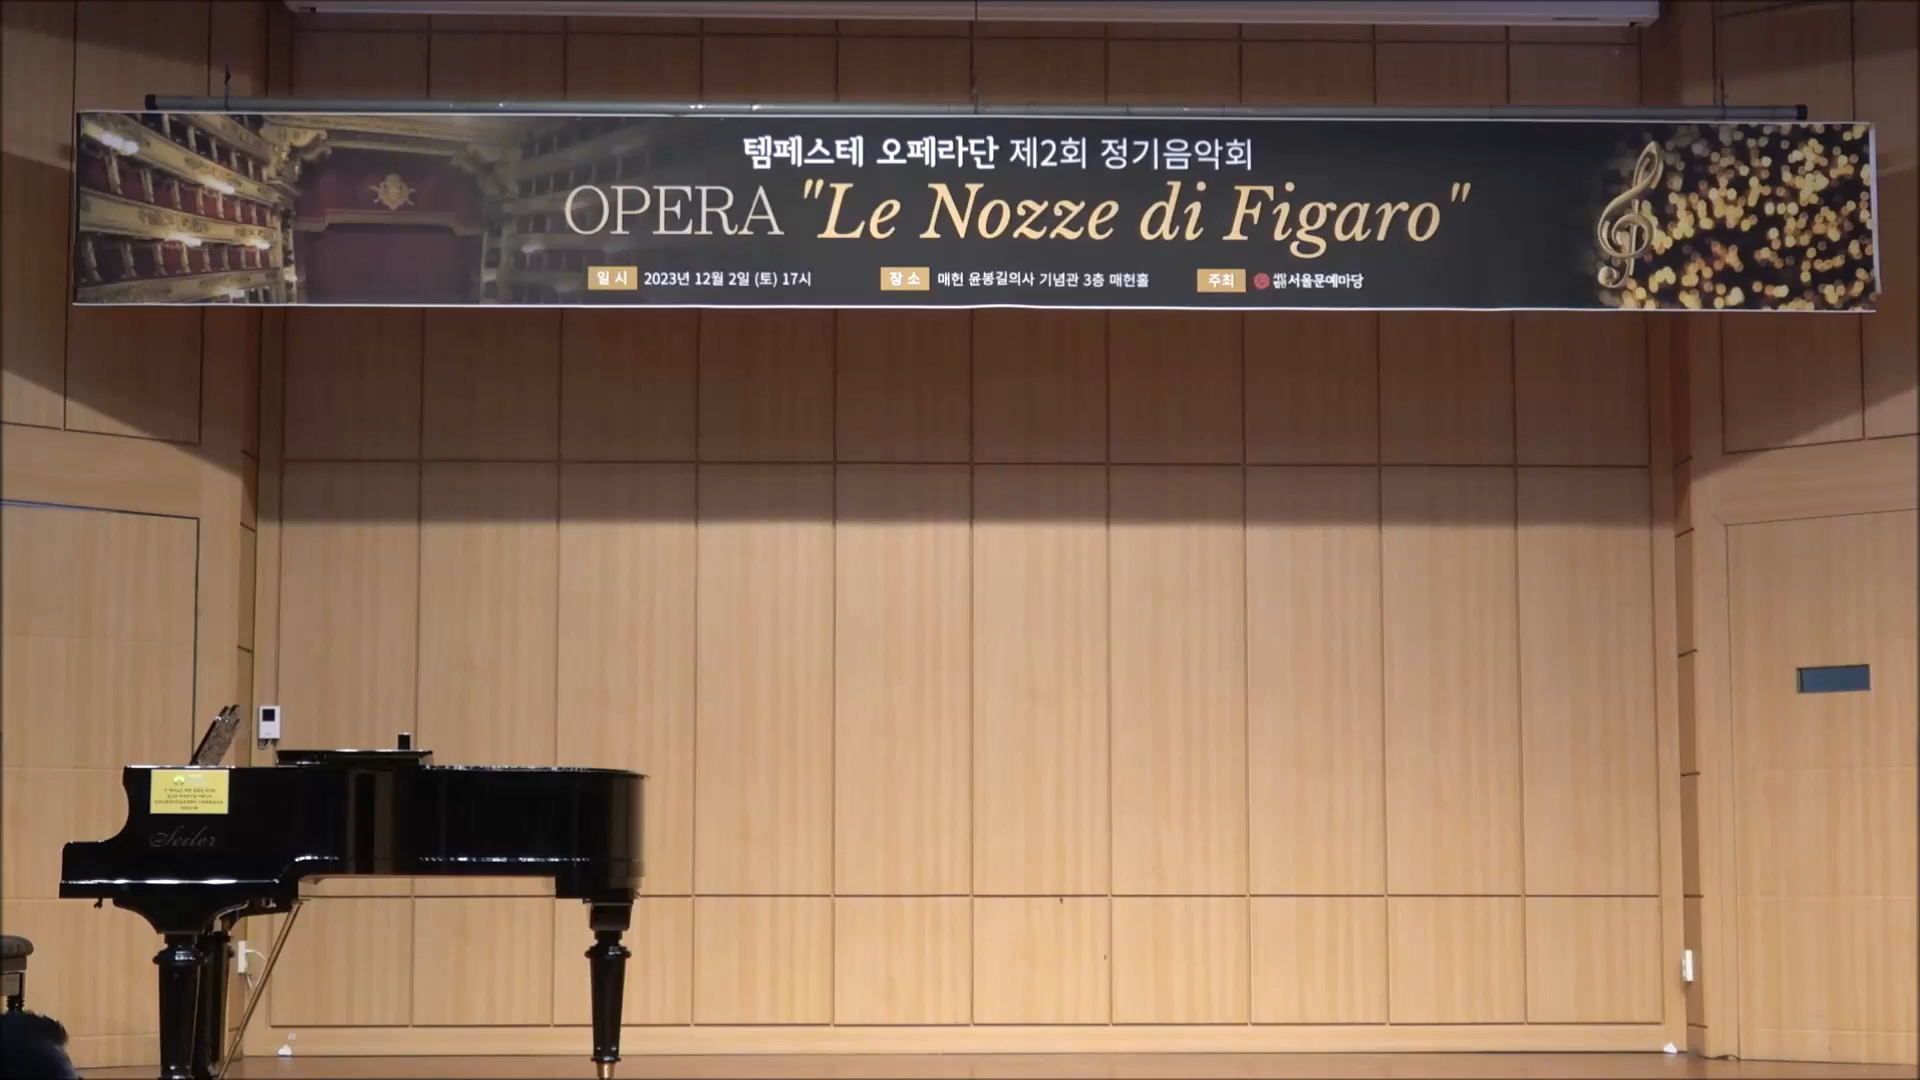 템페스테 오페라단 제2회 정기음악회
OPERA "Le Nozze di Figaro"
일 시 2023년 12월 2일 (토) 17시 장 소 매헌 윤봉길의사 기념관 3층 매헌홀 주최 서울문예마당
Seiler